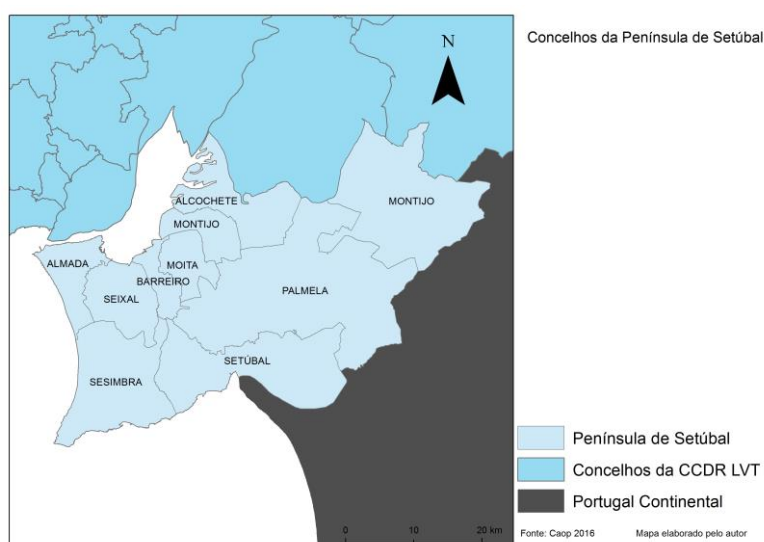 Concelhos da Península de Setúbal
N
ALCOCHETE
MONTIJO
MONTIJO
ALMADA
MOITA
BARREIRO
SEIXAL
PALMELA
SETÚBAL
SESIMBRA
Península de Setúbal
Concelhos da CCDR LVT
Portugal Continental
0 10 20 km
Fonte: Caop 2016 Mapa elaborado pelo autor